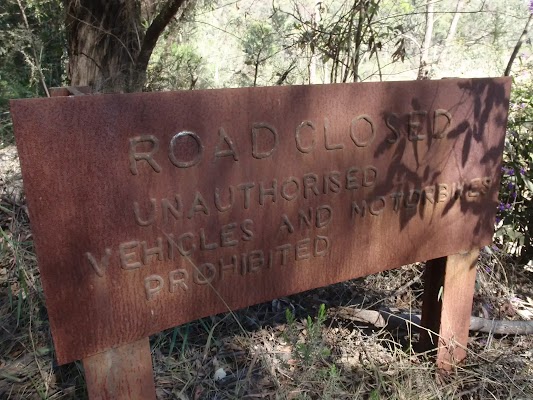 ROAD CLOSED
UNAUTHORISED
VEHICLES AND MOTORBIKES
PROHIBITED